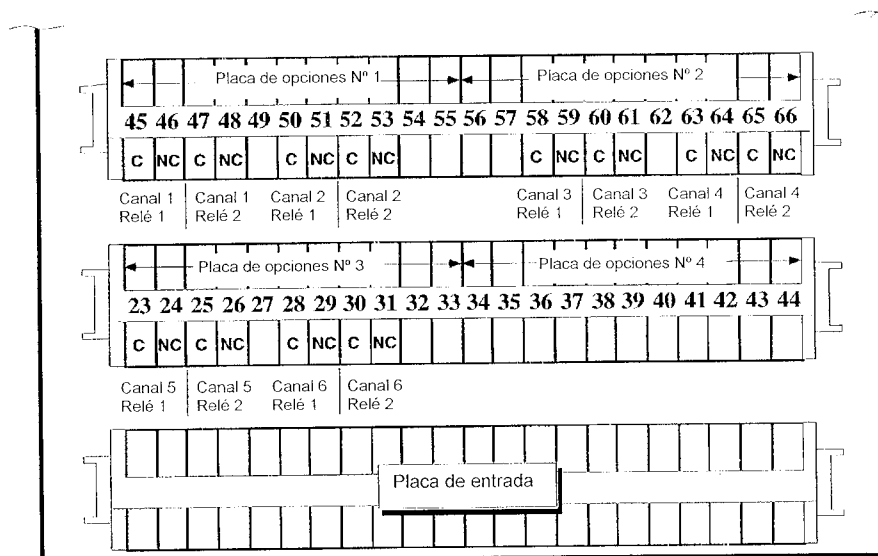 Placa de opciones Nº 1 Placa de opciones Nº 2
45 46 47 48 49 50 51 52 53 54 55 56 57 58 59 60 61 62 63 64 65 66
C NC C NC C NC C NC C NC C NC C NC C NC
Canal 1 Canal 1 Canal 2 Canal 2 Canal 3 Canal 3 Canal 4 Canal 4
Relé 1 Relé 2 Relé 1 Relé 2 Relé 1 Relé 2 Relé 1 Relé 2
Placa de opciones Nº 3 Placa de opciones Nº 4
23 24 25 26 27 28 29 30 31 32 33 34 35 36 37 38 39 40 41 42 43 44
C NC C NC C NC C NC
Canal 5 Canal 5 Canal 6 Canal 6
Relé 1 Relé 2 Relé 1 Relé 2
Placa de entrada